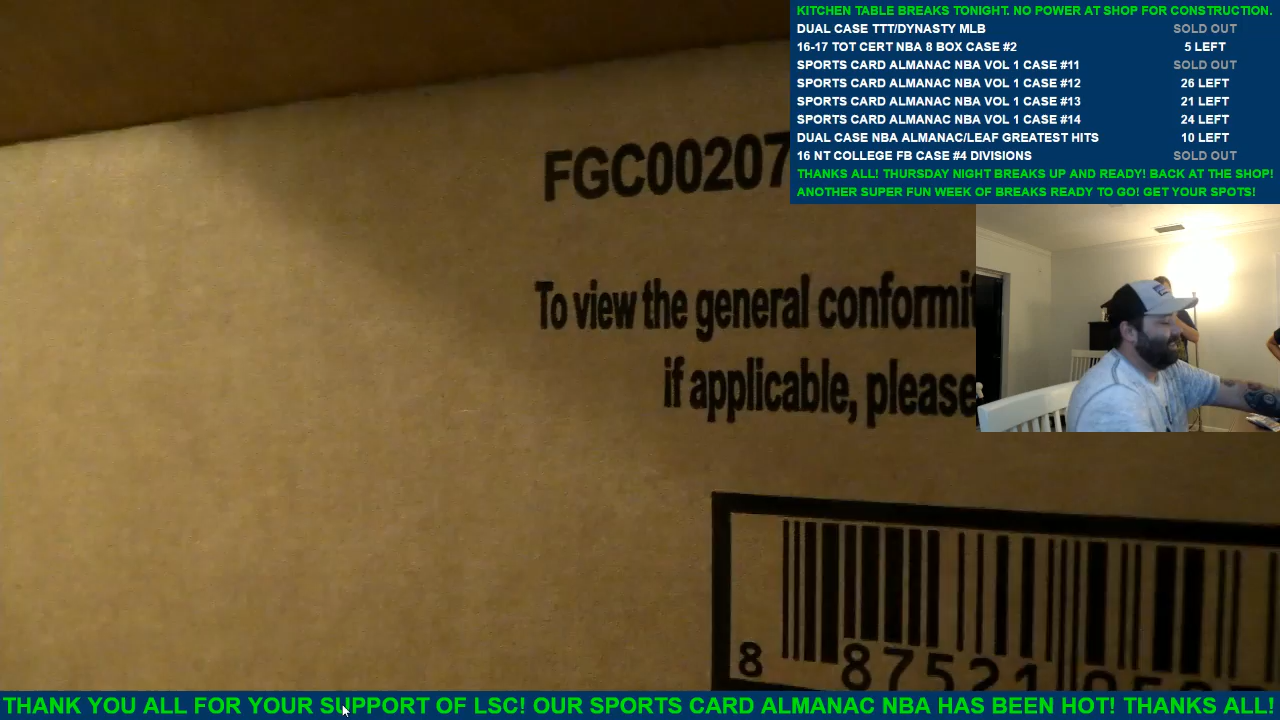 KITCHEN TABLE BREAKS TONIGHT. NO POWER AT SHOP FOR CONSTRUCTION.
DUAL CASE TTT/DYNASTY MLB SOLD OUT
16-17 TOT CERT NBA 8 BOX CASE #2 5 LEFT
SPORTS CARD ALMANAC NBA VOL 1 CASE #11 SOLD OUT
SPORTS CARD ALMANAC NBA VOL 1 CASE #12 26 LEFT
SPORTS CARD ALMANAC NBA VOL 1 CASE #13 21 LEFT
SPORTS CARD ALMANAC NBA VOL 1 CASE #14 24 LEFT
DUAL CASE NBA ALMANAC/LEAF GREATEST HITS 10 LEFT
16 NT COLLEGE FB CASE #4 DIVISIONS SOLD OUT
THANKS ALL! THURSDAY NIGHT BREAKS UP AND READY! BACK AT THE SHOP!
ANOTHER SUPER FUN WEEK OF BREAKS READY TO GO! GET YOUR SPOTS!
FGC00207
To view the general conformit
if applicable, please
8 87521
THANK YOU ALL FOR YOUR SUPPORT OF LSC! OUR SPORTS CARD ALMANAC NBA HAS BEEN HOT! THANKS ALL!